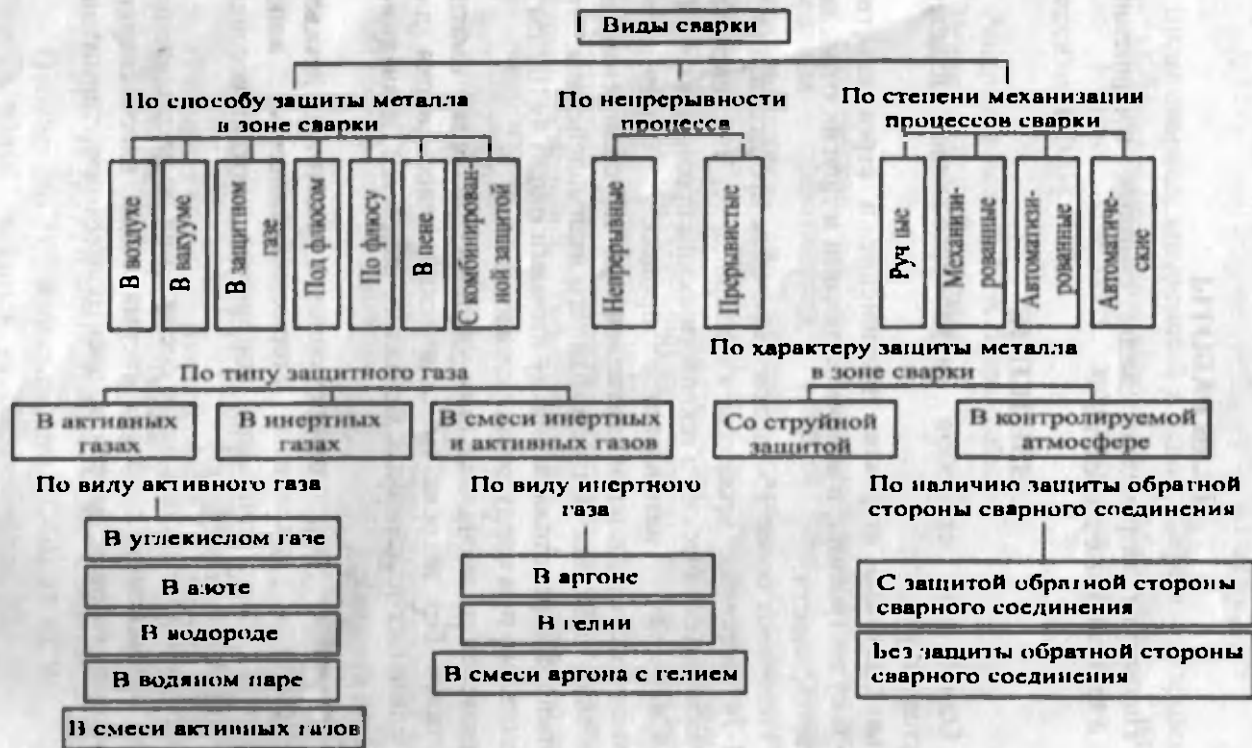 Виды сварки
По способу защиты металла
в зоне сварки
По непрерывности
процесса
По степени механизации
процессов сварки
В воздухе
В вакууме
В защитном
газе
Под флюсом
По флюсу
В пене
С комбинирован-
ной защитой
Непрерывные
Прерывистые
Ручные
Механизи-
рованные
Автоматизи-
рованные
Автоматиче-
ские
По типу защитного газа
По характеру защиты металла
в зоне сварки
В активных
газах
В инертных
газах
В смеси инертных
и активных газов
Со струйной
защитой
В контролируемой
атмосфере
По виду активного газа
В углекислом газе
В азоте
В водороде
В водяном паре
В смеси активных газов
По виду инертного
газа
В аргоне
В гелии
В смеси аргона с гелием
По наличию защиты обратной
стороны сварного соединения
С защитой обратной стороны
сварного соединения
Без защиты обратной стороны
сварного соединения